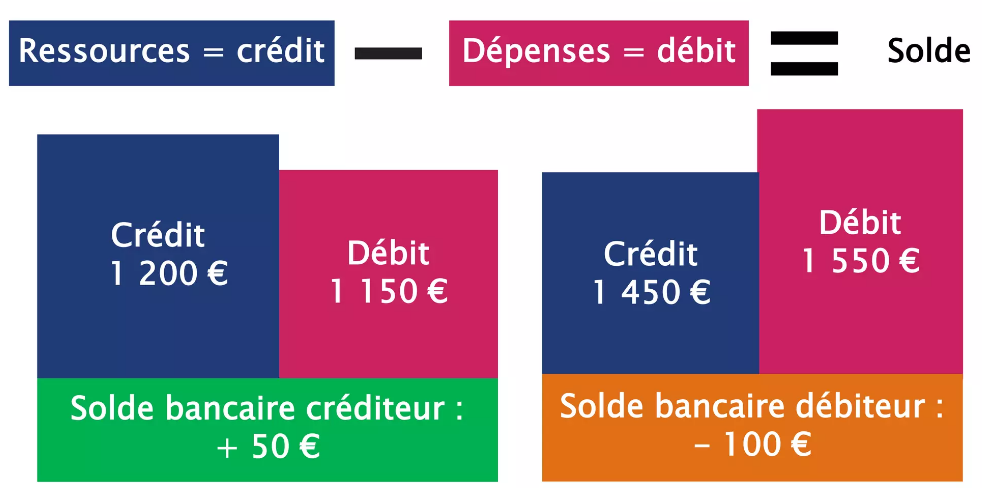 Ressources = crédit — Dépenses = débit = Solde
Crédit
1 200 €
Débit
1 150 €
Solde bancaire créditeur :
+ 50 €
Crédit
1 450 €
Débit
1 550 €
Solde bancaire débiteur :
– 100 €